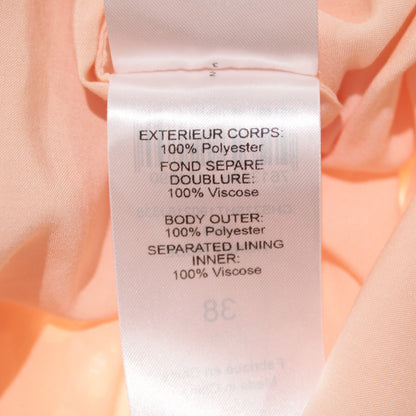 EXTERIEUR CORPS:
100% Polyester
FOND SEPARE
DOUBLURE:
100% Viscose
BODY OUTER:
100% Polyester
SEPARATED LINING
INNER:
100% Viscose
38